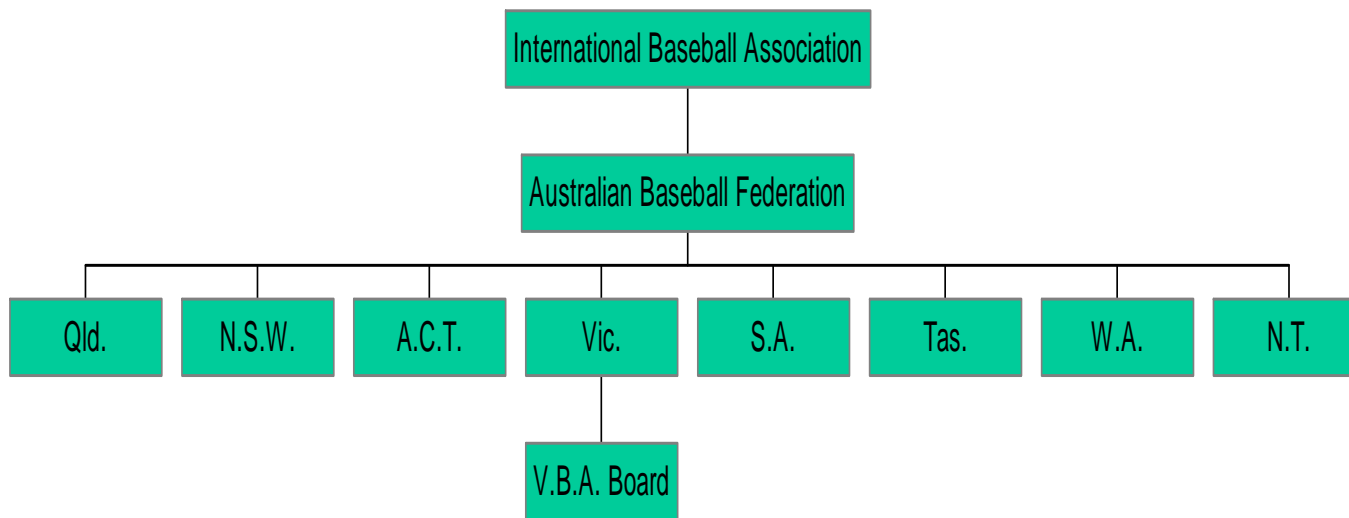 International Baseball Association
Australian Baseball Federation
Qld.
N.S.W.
A.C.T.
Vic.
S.A.
Tas.
W.A.
N.T.
V.B.A. Board